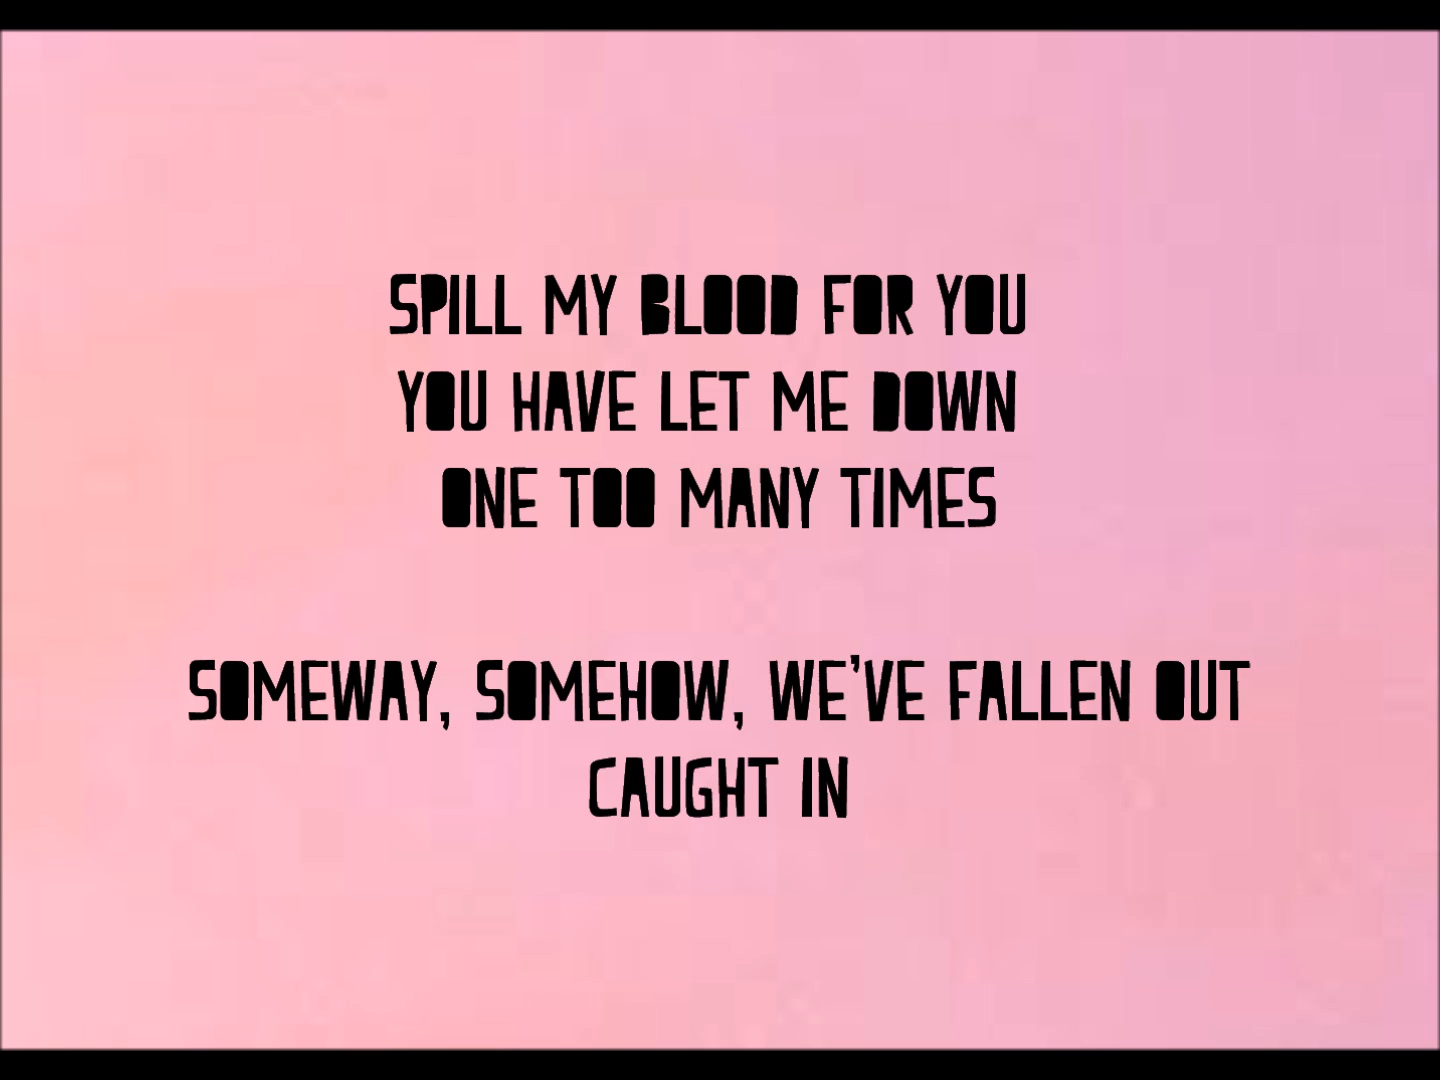 SPILL MY BLOOD FOR YOU
YOU HAVE LET ME DOWN
ONE TOO MANY TIMES
SOMEWAY, SOMEHOW, WE'VE FALLEN OUT
CAUGHT IN